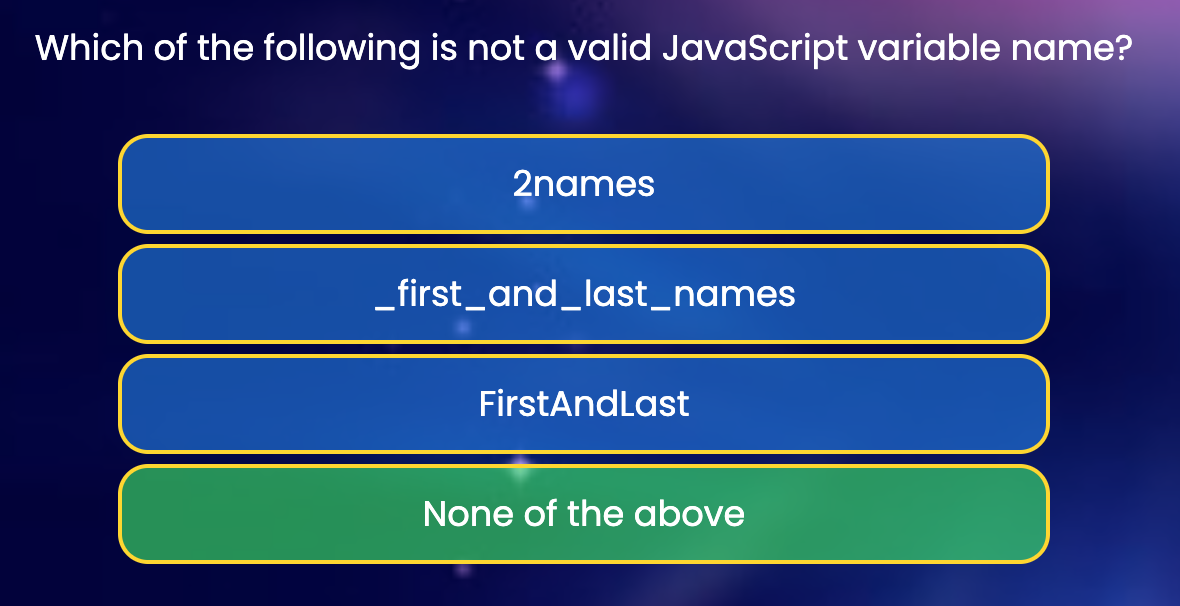 Which of the following is not a valid JavaScript variable name?
2names
_first_and_last_names
FirstAndLast
None of the above